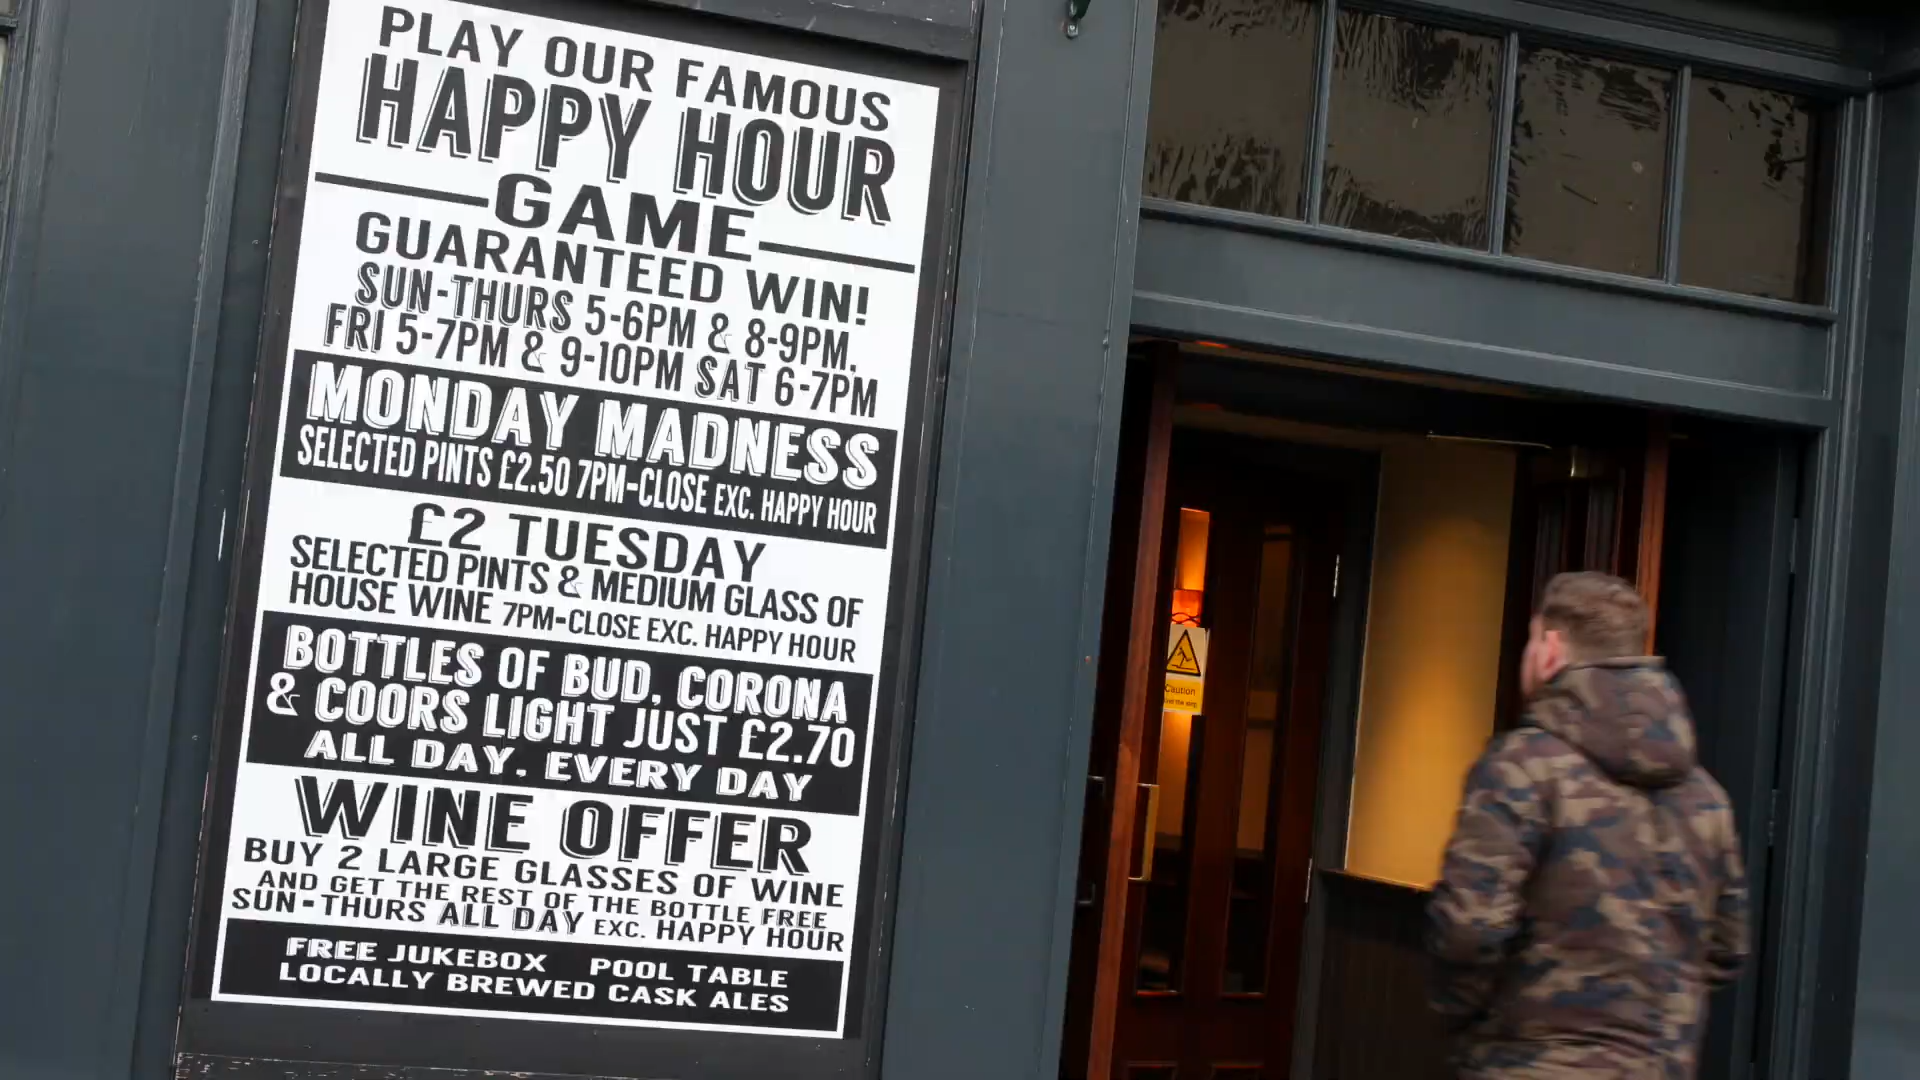 PLAY OUR FAMOUS
HAPPY HOUR
GAME
GUARANTEED WIN!
SUN-THURS 5-6PM & 8-9PM,
FRI 5-7PM & 9-10PM SAT 6-7PM
MONDAY MADNESS
SELECTED PINTS £2.50 7PM-CLOSE EXC. HAPPY HOUR
£2 TUESDAY
SELECTED PINTS & MEDIUM GLASS OF
HOUSE WINE 7PM-CLOSE EXC. HAPPY HOUR
BOTTLES OF BUD, CORONA
& COORS LIGHT JUST £2.70
ALL DAY, EVERY DAY
WINE OFFER
BUY 2 LARGE GLASSES OF WINE
AND GET THE REST OF THE BOTTLE FREE
SUN-THURS ALL DAY EXC. HAPPY HOUR
FREE JUKEBOX POOL TABLE
LOCALLY BREWED CASK ALES
Caution
the step